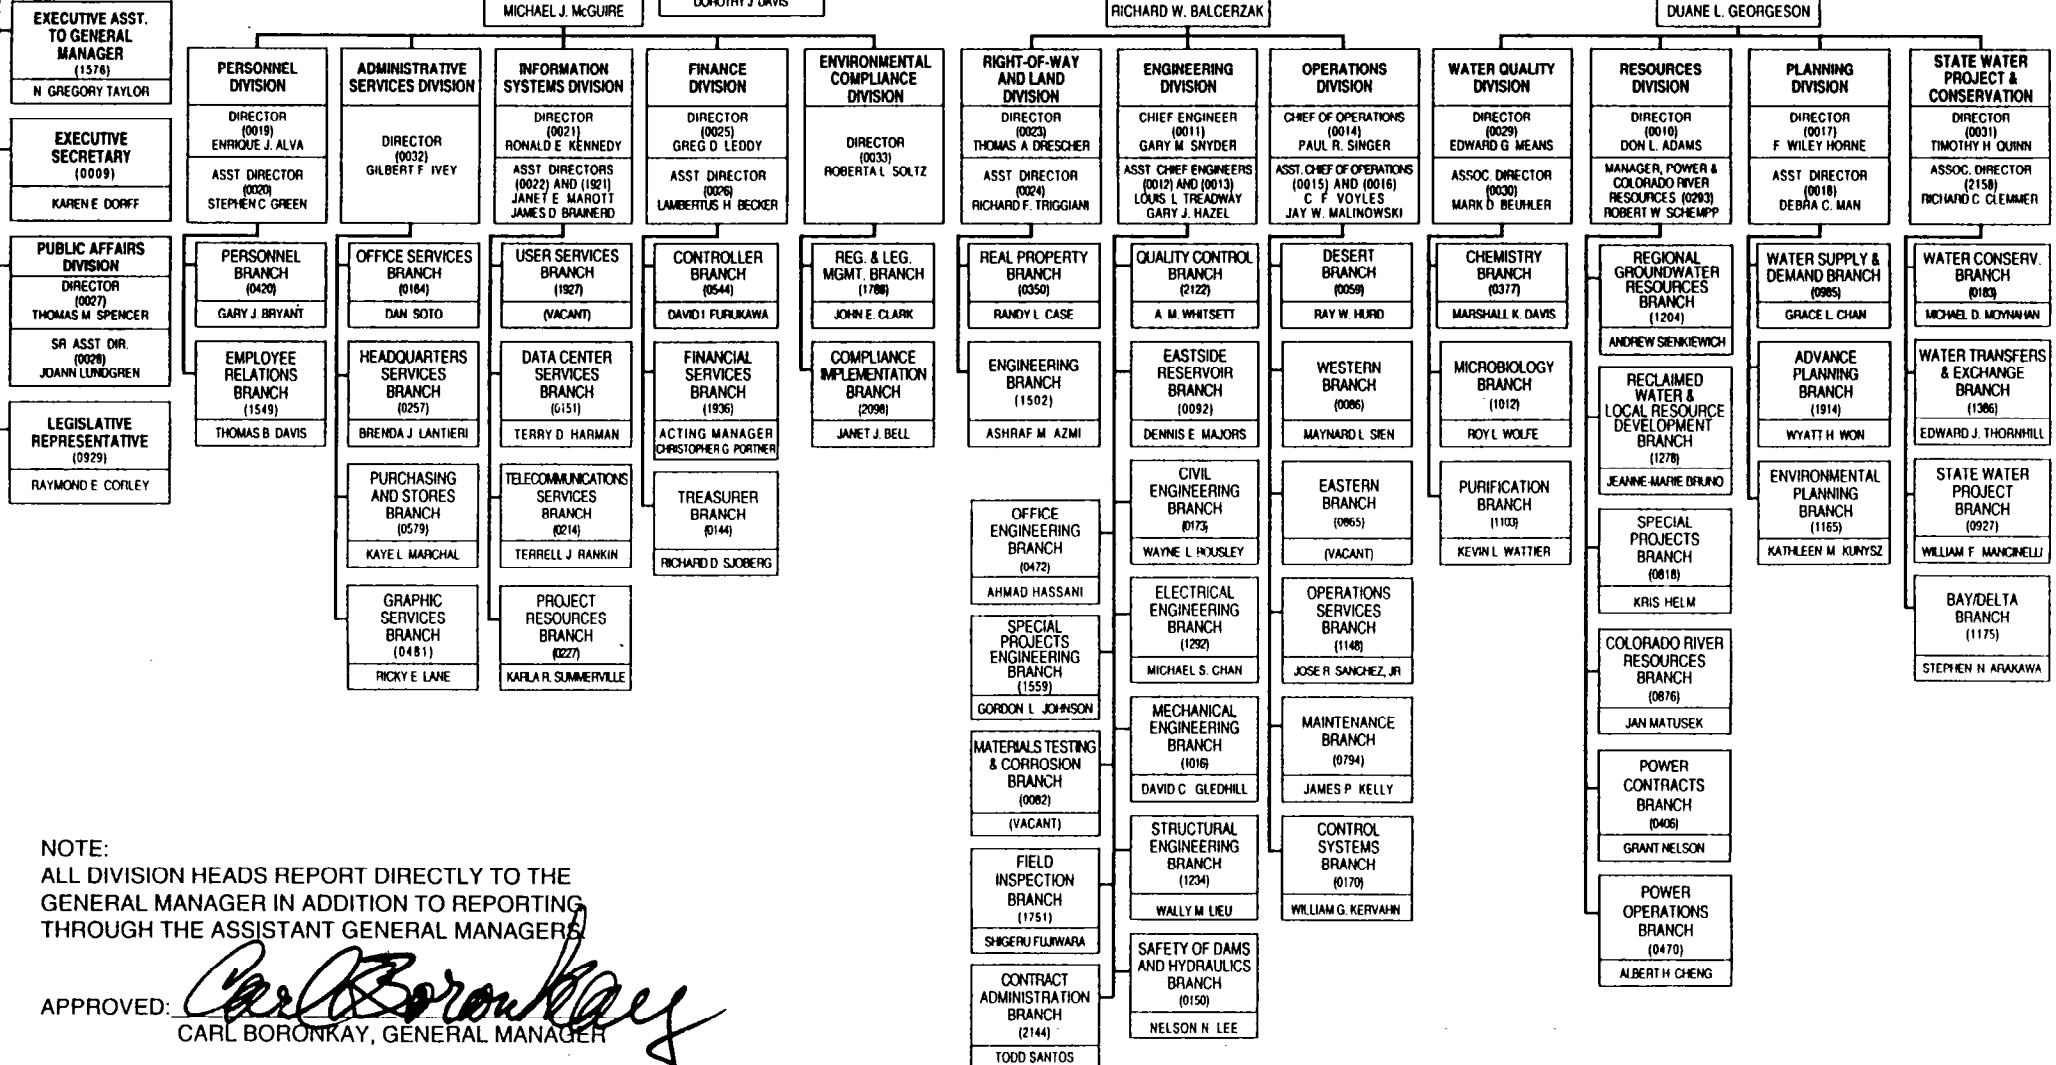 EXECUTIVE ASST.
TO GENERAL
MANAGER
(1576)
N GREGORY TAYLOR
EXECUTIVE
SECRETARY
(0009)
KAREN E DORFF
PUBLIC AFFAIRS
DIVISION
DIRECTOR
(0027)
THOMAS M SPENCER
SR ASST DIR.
(0028)
JOANN LUNDGREN
LEGISLATIVE
REPRESENTATIVE
(0929)
RAYMOND E CORLEY
MICHAEL J. McGUIRE
DOROTHY J DAVIS
PERSONNEL
DIVISION
DIRECTOR
(0019)
ENRIQUE J. ALVA
ASST DIRECTOR
(0020)
STEPHEN C GREEN
PERSONNEL
BRANCH
(0420)
GARY J. BRYANT
EMPLOYEE
RELATIONS
BRANCH
(1549)
THOMAS B DAVIS
ADMINISTRATIVE
SERVICES DIVISION
DIRECTOR
(0032)
GILBERT F IVEY
OFFICE SERVICES
BRANCH
(0164)
DAN SOTO
HEADQUARTERS
SERVICES
BRANCH
(0257)
BRENDA J LANTIERI
PURCHASING
AND STORES
BRANCH
(0579)
KAYE L MARCHAL
GRAPHIC
SERVICES
BRANCH
(0481)
RICKY E LANE
INFORMATION
SYSTEMS DIVISION
DIRECTOR
(0021)
RONALD E KENNEDY
ASST DIRECTORS
(0022) AND (1921)
JANET E MAROTT
JAMES D BRAINERD
USER SERVICES
BRANCH
(1927)
(VACANT)
DATA CENTER
SERVICES
BRANCH
(0151)
TERRY D HARMAN
TELECOMMUNICATIONS
SERVICES
BRANCH
(0214)
TERRELL J RANKIN
PROJECT
RESOURCES
BRANCH
(0227)
KARLA R. SUMMERVILLE
FINANCE
DIVISION
DIRECTOR
(0025)
GREG D LEDDY
ASST DIRECTOR
(0026)
LAMBERTUS H BECKER
CONTROLLER
BRANCH
(0544)
DAVID I FURUKAWA
FINANCIAL
SERVICES
BRANCH
(1936)
ACTING MANAGER
CHRISTOPHER G PORTNER
TREASURER
BRANCH
(0144)
RICHARD D SJOBERG
ENVIRONMENTAL
COMPLIANCE
DIVISION
DIRECTOR
(0033)
ROBERTA L SOLTZ
REG. & LEG.
MGMT. BRANCH
(1786)
JOHN E. CLARK
COMPLIANCE
IMPLEMENTATION
BRANCH
(2098)
JANET J. BELL
RICHARD W. BALCERZAK
RIGHT-OF-WAY
AND LAND
DIVISION
DIRECTOR
(0023)
THOMAS A DRESCHER
ASST DIRECTOR
(0024)
RICHARD F. TRIGGIANI
REAL PROPERTY
BRANCH
(0350)
RANDY L CASE
ENGINEERING
BRANCH
(1502)
ASHRAF M AZMI
OFFICE
ENGINEERING
BRANCH
(0472)
AHMAD HASSANI
SPECIAL
PROJECTS
ENGINEERING
BRANCH
(1559)
GORDON L JOHNSON
MATERIALS TESTING
& CORROSION
BRANCH
(0082)
(VACANT)
FIELD
INSPECTION
BRANCH
(1751)
SHIGERU FUJIWARA
CONTRACT
ADMINISTRATION
BRANCH
(2144)
TODD SANTOS
ENGINEERING
DIVISION
CHIEF ENGINEER
(0011)
GARY M SNYDER
ASST CHIEF ENGINEERS
(0012) AND (0013)
LOUIS L TREADWAY
GARY J. HAZEL
QUALITY CONTROL
BRANCH
(2122)
A M. WHITSETT
EASTSIDE
RESERVOIR
BRANCH
(0092)
DENNIS E MAJORS
CIVIL
ENGINEERING
BRANCH
(0173)
WAYNE L HOUSLEY
ELECTRICAL
ENGINEERING
BRANCH
(1292)
MICHAEL S. CHAN
MECHANICAL
ENGINEERING
BRANCH
(1016)
DAVID C GLEDHILL
STRUCTURAL
ENGINEERING
BRANCH
(1234)
WALLY M LIEU
SAFETY OF DAMS
AND HYDRAULICS
BRANCH
(0150)
NELSON N LEE
OPERATIONS
DIVISION
CHIEF OF OPERATIONS
(0014)
PAUL R. SINGER
ASST. CHIEF OF OPERATIONS
(0015) AND (0016)
C F VOYLES
JAY W. MALINOWSKI
DESERT
BRANCH
(0059)
RAY W. HURD
WESTERN
BRANCH
(0086)
MAYNARD L SIEN
EASTERN
BRANCH
(0865)
(VACANT)
OPERATIONS
SERVICES
BRANCH
(1148)
JOSE R SANCHEZ, JR
MAINTENANCE
BRANCH
(0794)
JAMES P KELLY
CONTROL
SYSTEMS
BRANCH
(0170)
WILLIAM G. KERVAHN
DUANE L. GEORGESON
WATER QUALITY
DIVISION
DIRECTOR
(0029)
EDWARD G MEANS
ASSOC. DIRECTOR
(0030)
MARK D BEUHLER
CHEMISTRY
BRANCH
(0377)
MARSHALL K. DAVIS
MICROBIOLOGY
BRANCH
(1012)
ROY L WOLFE
PURIFICATION
BRANCH
(1103)
KEVIN L WATTIER
RESOURCES
DIVISION
DIRECTOR
(0010)
DON L. ADAMS
MANAGER, POWER &
COLORADO RIVER
RESOURCES (0293)
ROBERT W SCHEMPP
REGIONAL
GROUNDWATER
RESOURCES
BRANCH
(1204)
ANDREW SIENKIEWICH
RECLAIMED
WATER &
LOCAL RESOURCE
DEVELOPMENT
BRANCH
(1278)
JEANNE-MARIE BRUNO
SPECIAL
PROJECTS
BRANCH
(0818)
KRIS HELM
COLORADO RIVER
RESOURCES
BRANCH
(0876)
JAN MATUSEK
POWER
CONTRACTS
BRANCH
(0406)
GRANT NELSON
POWER
OPERATIONS
BRANCH
(0470)
ALBERT H CHENG
PLANNING
DIVISION
DIRECTOR
(0017)
F WILEY HORNE
ASST DIRECTOR
(0018)
DEBRA C. MAN
WATER SUPPLY &
DEMAND BRANCH
(0985)
GRACE L CHAN
ADVANCE
PLANNING
BRANCH
(1914)
WYATT H WON
ENVIRONMENTAL
PLANNING
BRANCH
(1165)
KATHLEEN M KUNYSZ
STATE WATER
PROJECT &
CONSERVATION
DIRECTOR
(0031)
TIMOTHY H QUINN
ASSOC. DIRECTOR
(2158)
RICHARD C CLEMMER
WATER CONSERV.
BRANCH
(0183)
MICHAEL D. MOYNAHAN
WATER TRANSFERS
& EXCHANGE
BRANCH
(1386)
EDWARD J. THORNHILL
STATE WATER
PROJECT
BRANCH
(0927)
WILLIAM F MANCINELLI
BAY/DELTA
BRANCH
(1175)
STEPHEN N ARAKAWA
NOTE:
ALL DIVISION HEADS REPORT DIRECTLY TO THE
GENERAL MANAGER IN ADDITION TO REPORTING
THROUGH THE ASSISTANT GENERAL MANAGERS.
APPROVED: Carl Boronkay
CARL BORONKAY, GENERAL MANAGER